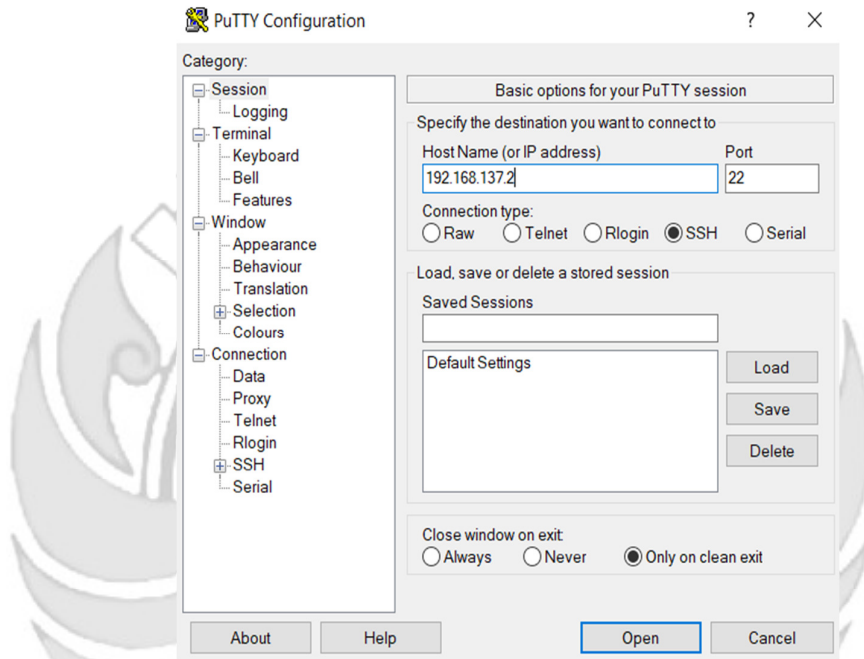 PuTTY Configuration
?
Category:
Session
Logging
Terminal
Keyboard
Bell
Features
Window
Appearance
Behaviour
Translation
Selection
Colours
Connection
Data
Proxy
Telnet
Rlogin
SSH
Serial
Basic options for your PuTTY session
Specify the destination you want to connect to
Host Name (or IP address) Port
192.168.137.2 22
Connection type:
Raw Telnet Rlogin SSH Serial
Load, save or delete a stored session
Saved Sessions
Default Settings
Load
Save
Delete
Close window on exit:
Always Never Only on clean exit
About Help Open Cancel